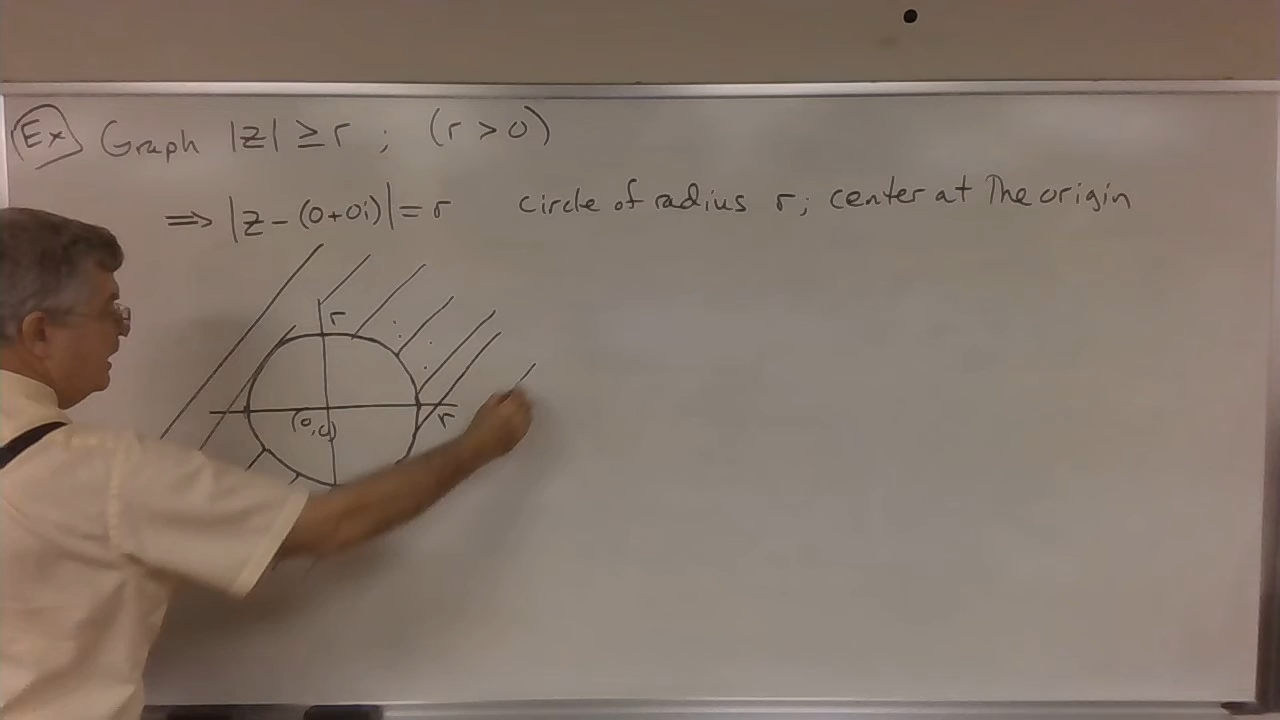 Ex Graph |z| ≥ r ; (r > 0)
⇒ |z - (0+0i)| = r circle of radius r; center at The origin
r
(0,0)
r